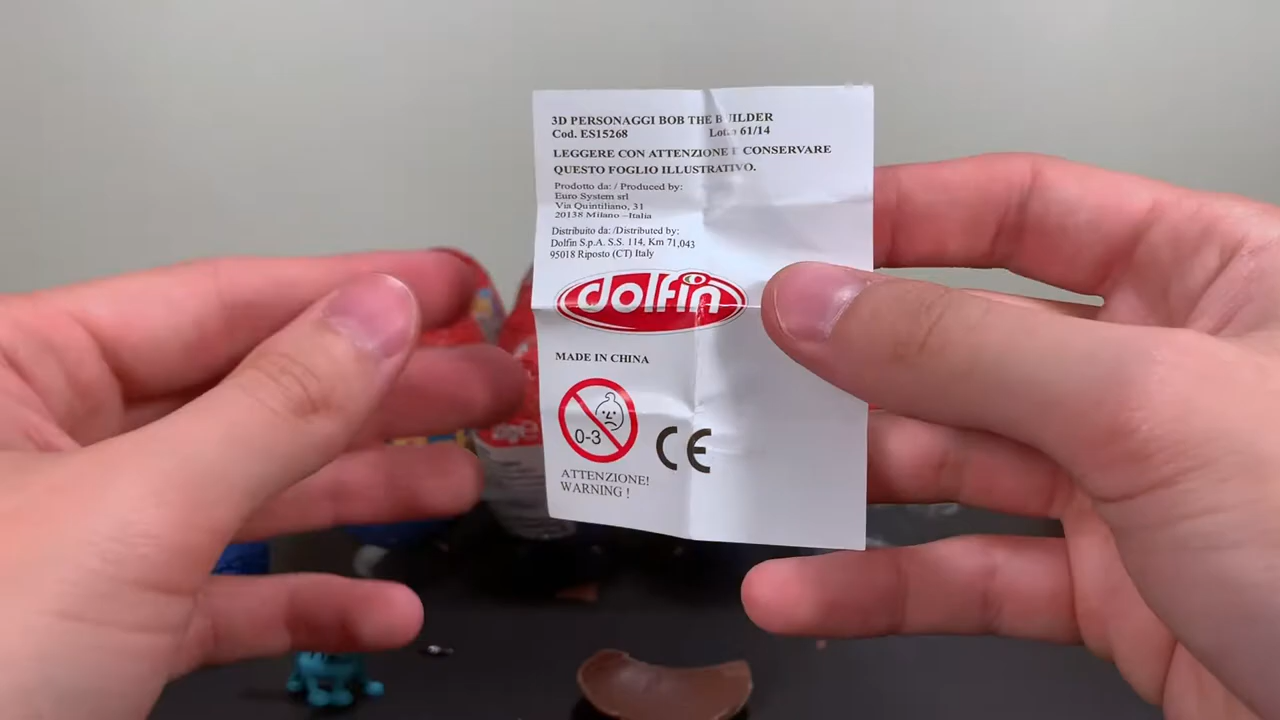 3D PERSONAGGI BOB THE BUILDER
Cod. ES15268 Lotto 61/14
LEGGERE CON ATTENZIONE E CONSERVARE
QUESTO FOGLIO ILLUSTRATIVO.
Prodotto da: / Produced by:
Euro System srl
Via Quintiliano, 31
20138 Milano –Italia
Distribuito da: /Distributed by:
Dolfin S.p.A. S.S. 114, Km 71,043
95018 Riposto (CT) Italy
dolfin
MADE IN CHINA
0-3
CE
ATTENZIONE!
WARNING !